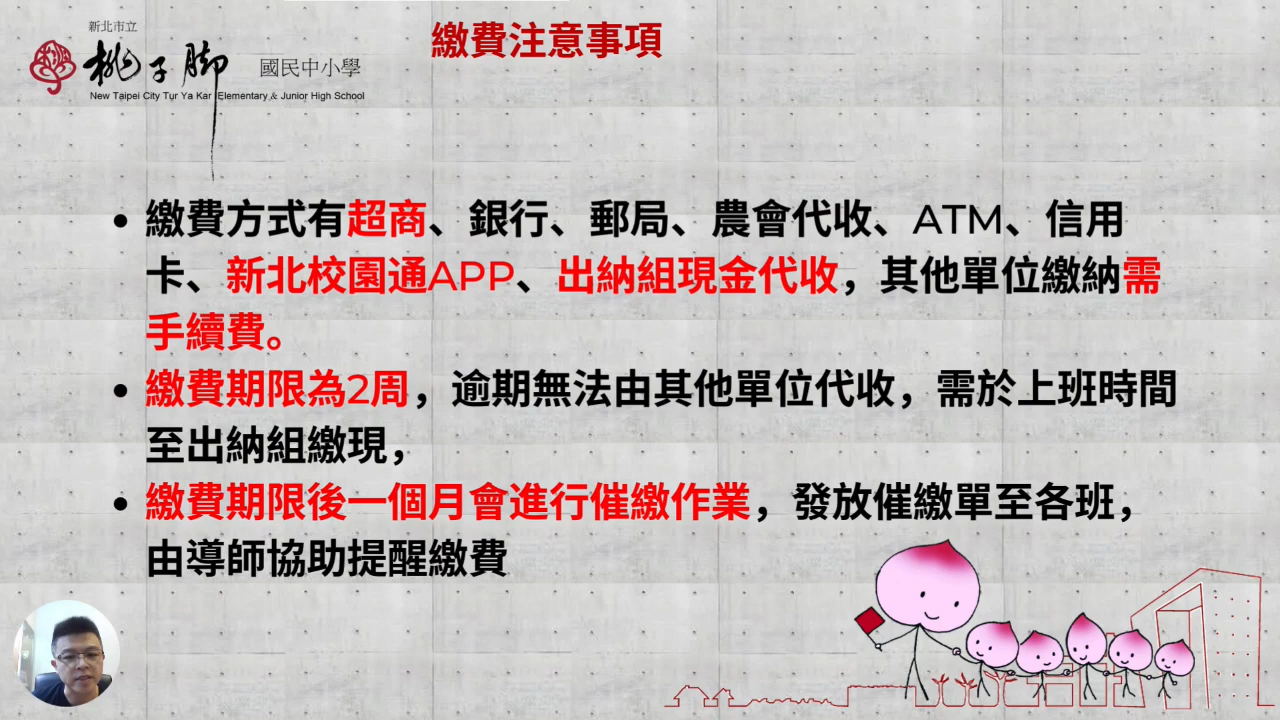 新北市立
桃子腳 國民中小學
New Taipei City Tur Ya Kar Elementary & Junior High School
繳費注意事項
• 繳費方式有超商、銀行、郵局、農會代收、ATM、信用
卡、新北校園通APP、出納組現金代收，其他單位繳納需
手續費。
• 繳費期限為2周，逾期無法由其他單位代收，需於上班時間
至出納組繳現，
• 繳費期限後一個月會進行催繳作業，發放催繳單至各班，
由導師協助提醒繳費